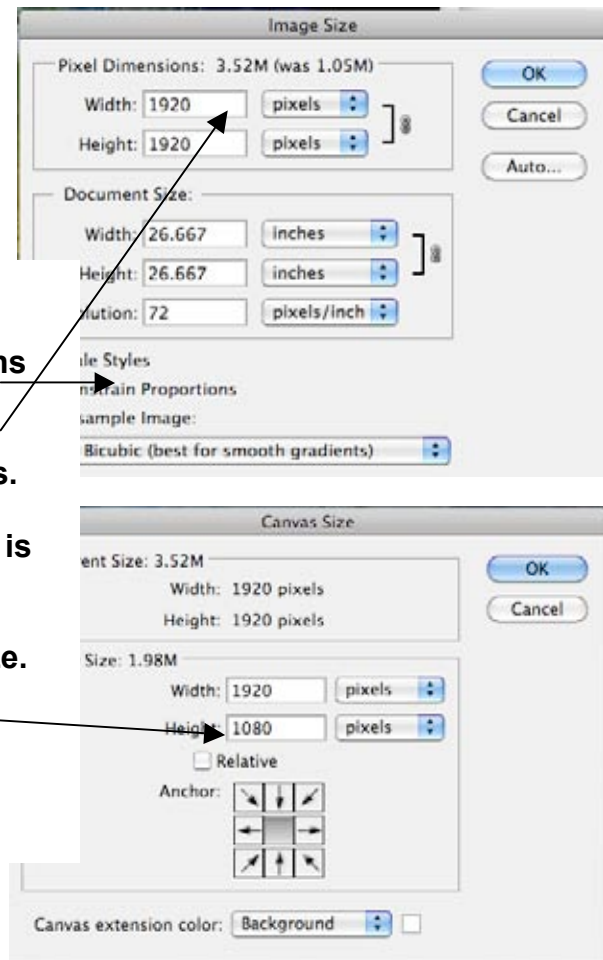 Image Size
Pixel Dimensions: 3.52M (was 1.05M)
Width: 1920 pixels
Height: 1920 pixels
OK
Cancel
Auto...
Document Size:
Width: 26.667 inches
Height: 26.667 inches
lution: 72 pixels/inch
le Styles
nstrain Proportions
sample Image:
Bicubic (best for smooth gradients)
ns
s.
is
e.
Canvas Size
ent Size: 3.52M
Width: 1920 pixels
Height: 1920 pixels
OK
Cancel
Size: 1.98M
Width: 1920 pixels
Height: 1080 pixels
Relative
Anchor:
Canvas extension color: Background